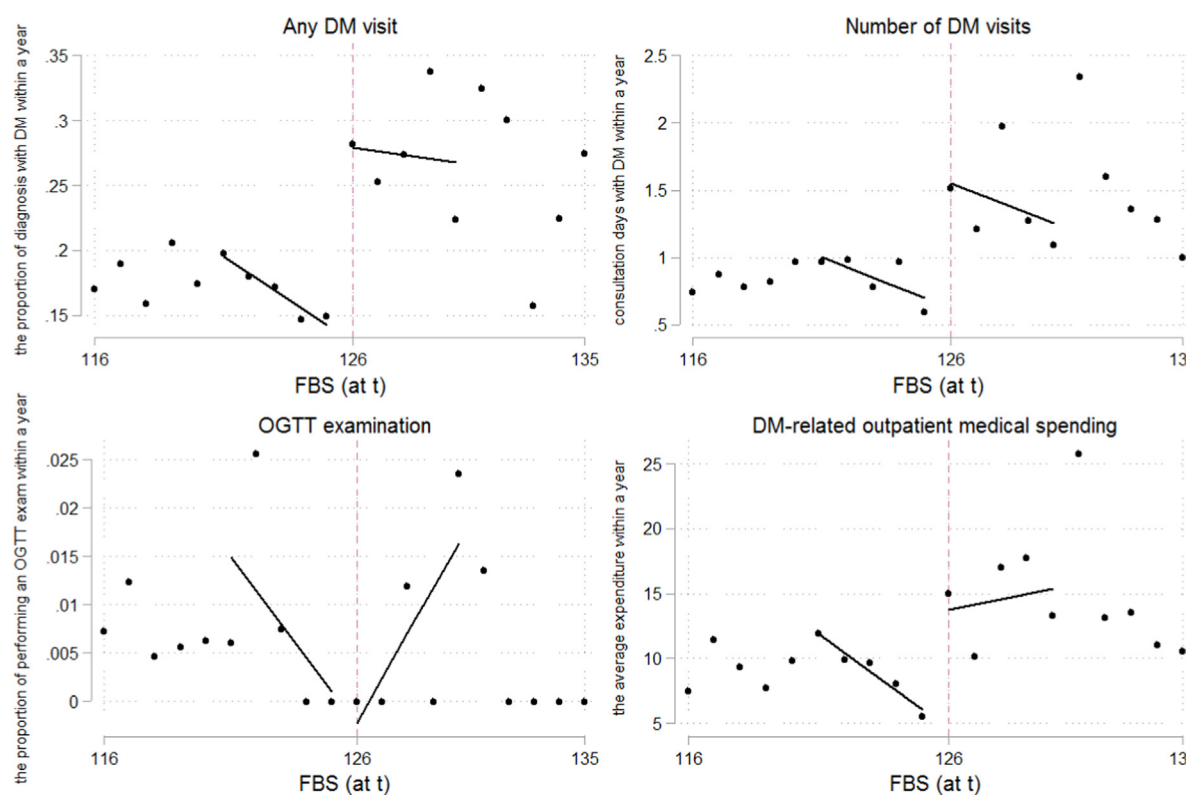 Any DM visit
the proportion of diagnosis with DM within a year
.35
.3
.25
.2
.15
116
126
135
FBS (at t)
Number of DM visits
consultation days with DM within a year
2.5
2
1.5
1
.5
116
126
13
FBS (at t)
OGTT examination
the proportion of performing an OGTT exam within a year
.025
.02
.015
.01
.005
0
116
126
135
FBS (at t)
DM-related outpatient medical spending
the average expenditure within a year
25
20
15
10
5
116
126
13
FBS (at t)